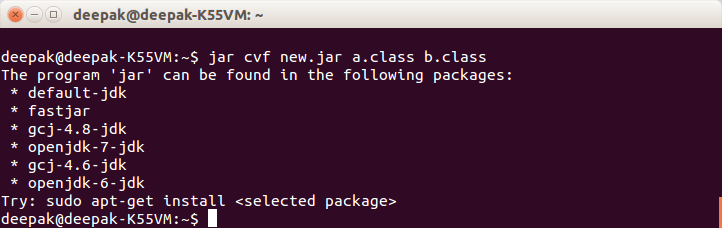 deepak@deepak-K55VM: ~
deepak@deepak-K55VM:~$ jar cvf new.jar a.class b.class
The program 'jar' can be found in the following packages:
 * default-jdk
 * fastjar
 * gcj-4.8-jdk
 * openjdk-7-jdk
 * gcj-4.6-jdk
 * openjdk-6-jdk
Try: sudo apt-get install <selected package>
deepak@deepak-K55VM:~$